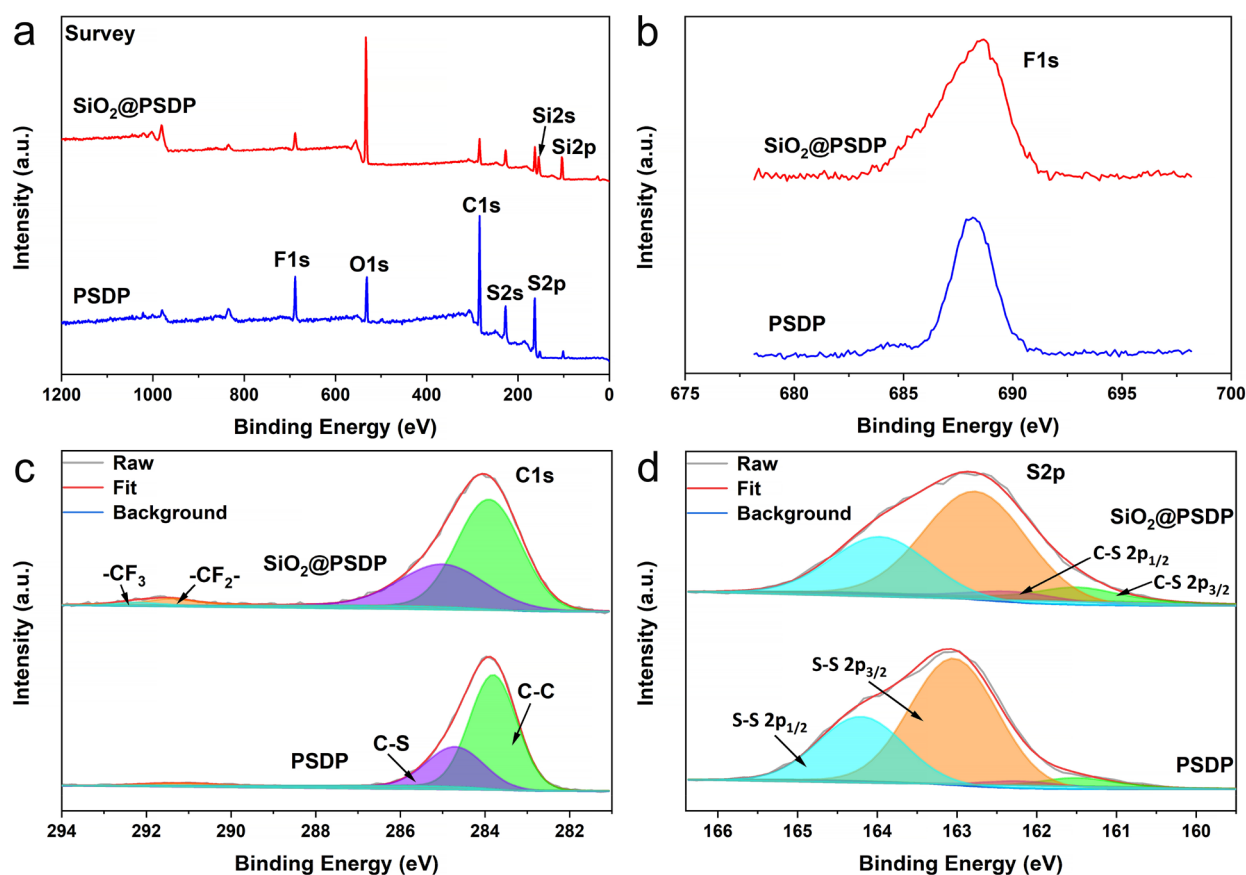 a
Survey
SiO₂@PSDP
Si2s
Si2p
C1s
F1s
O1s
S2s
S2p
PSDP
Intensity (a.u.)
1200 1000 800 600 400 200 0
Binding Energy (eV)
b
F1s
SiO₂@PSDP
PSDP
Intensity (a.u.)
675 680 685 690 695 700
Binding Energy (eV)
c
Raw
Fit
Background
C1s
SiO₂@PSDP
-CF₃
-CF₂-
C-C
C-S
PSDP
Intensity (a.u.)
294 292 290 288 286 284 282
Binding Energy (eV)
d
Raw
Fit
Background
S2p
SiO₂@PSDP
C-S 2p₁/₂
C-S 2p₃/₂
S-S 2p₃/₂
S-S 2p₁/₂
PSDP
Intensity (a.u.)
166 165 164 163 162 161 160
Binding Energy (eV)